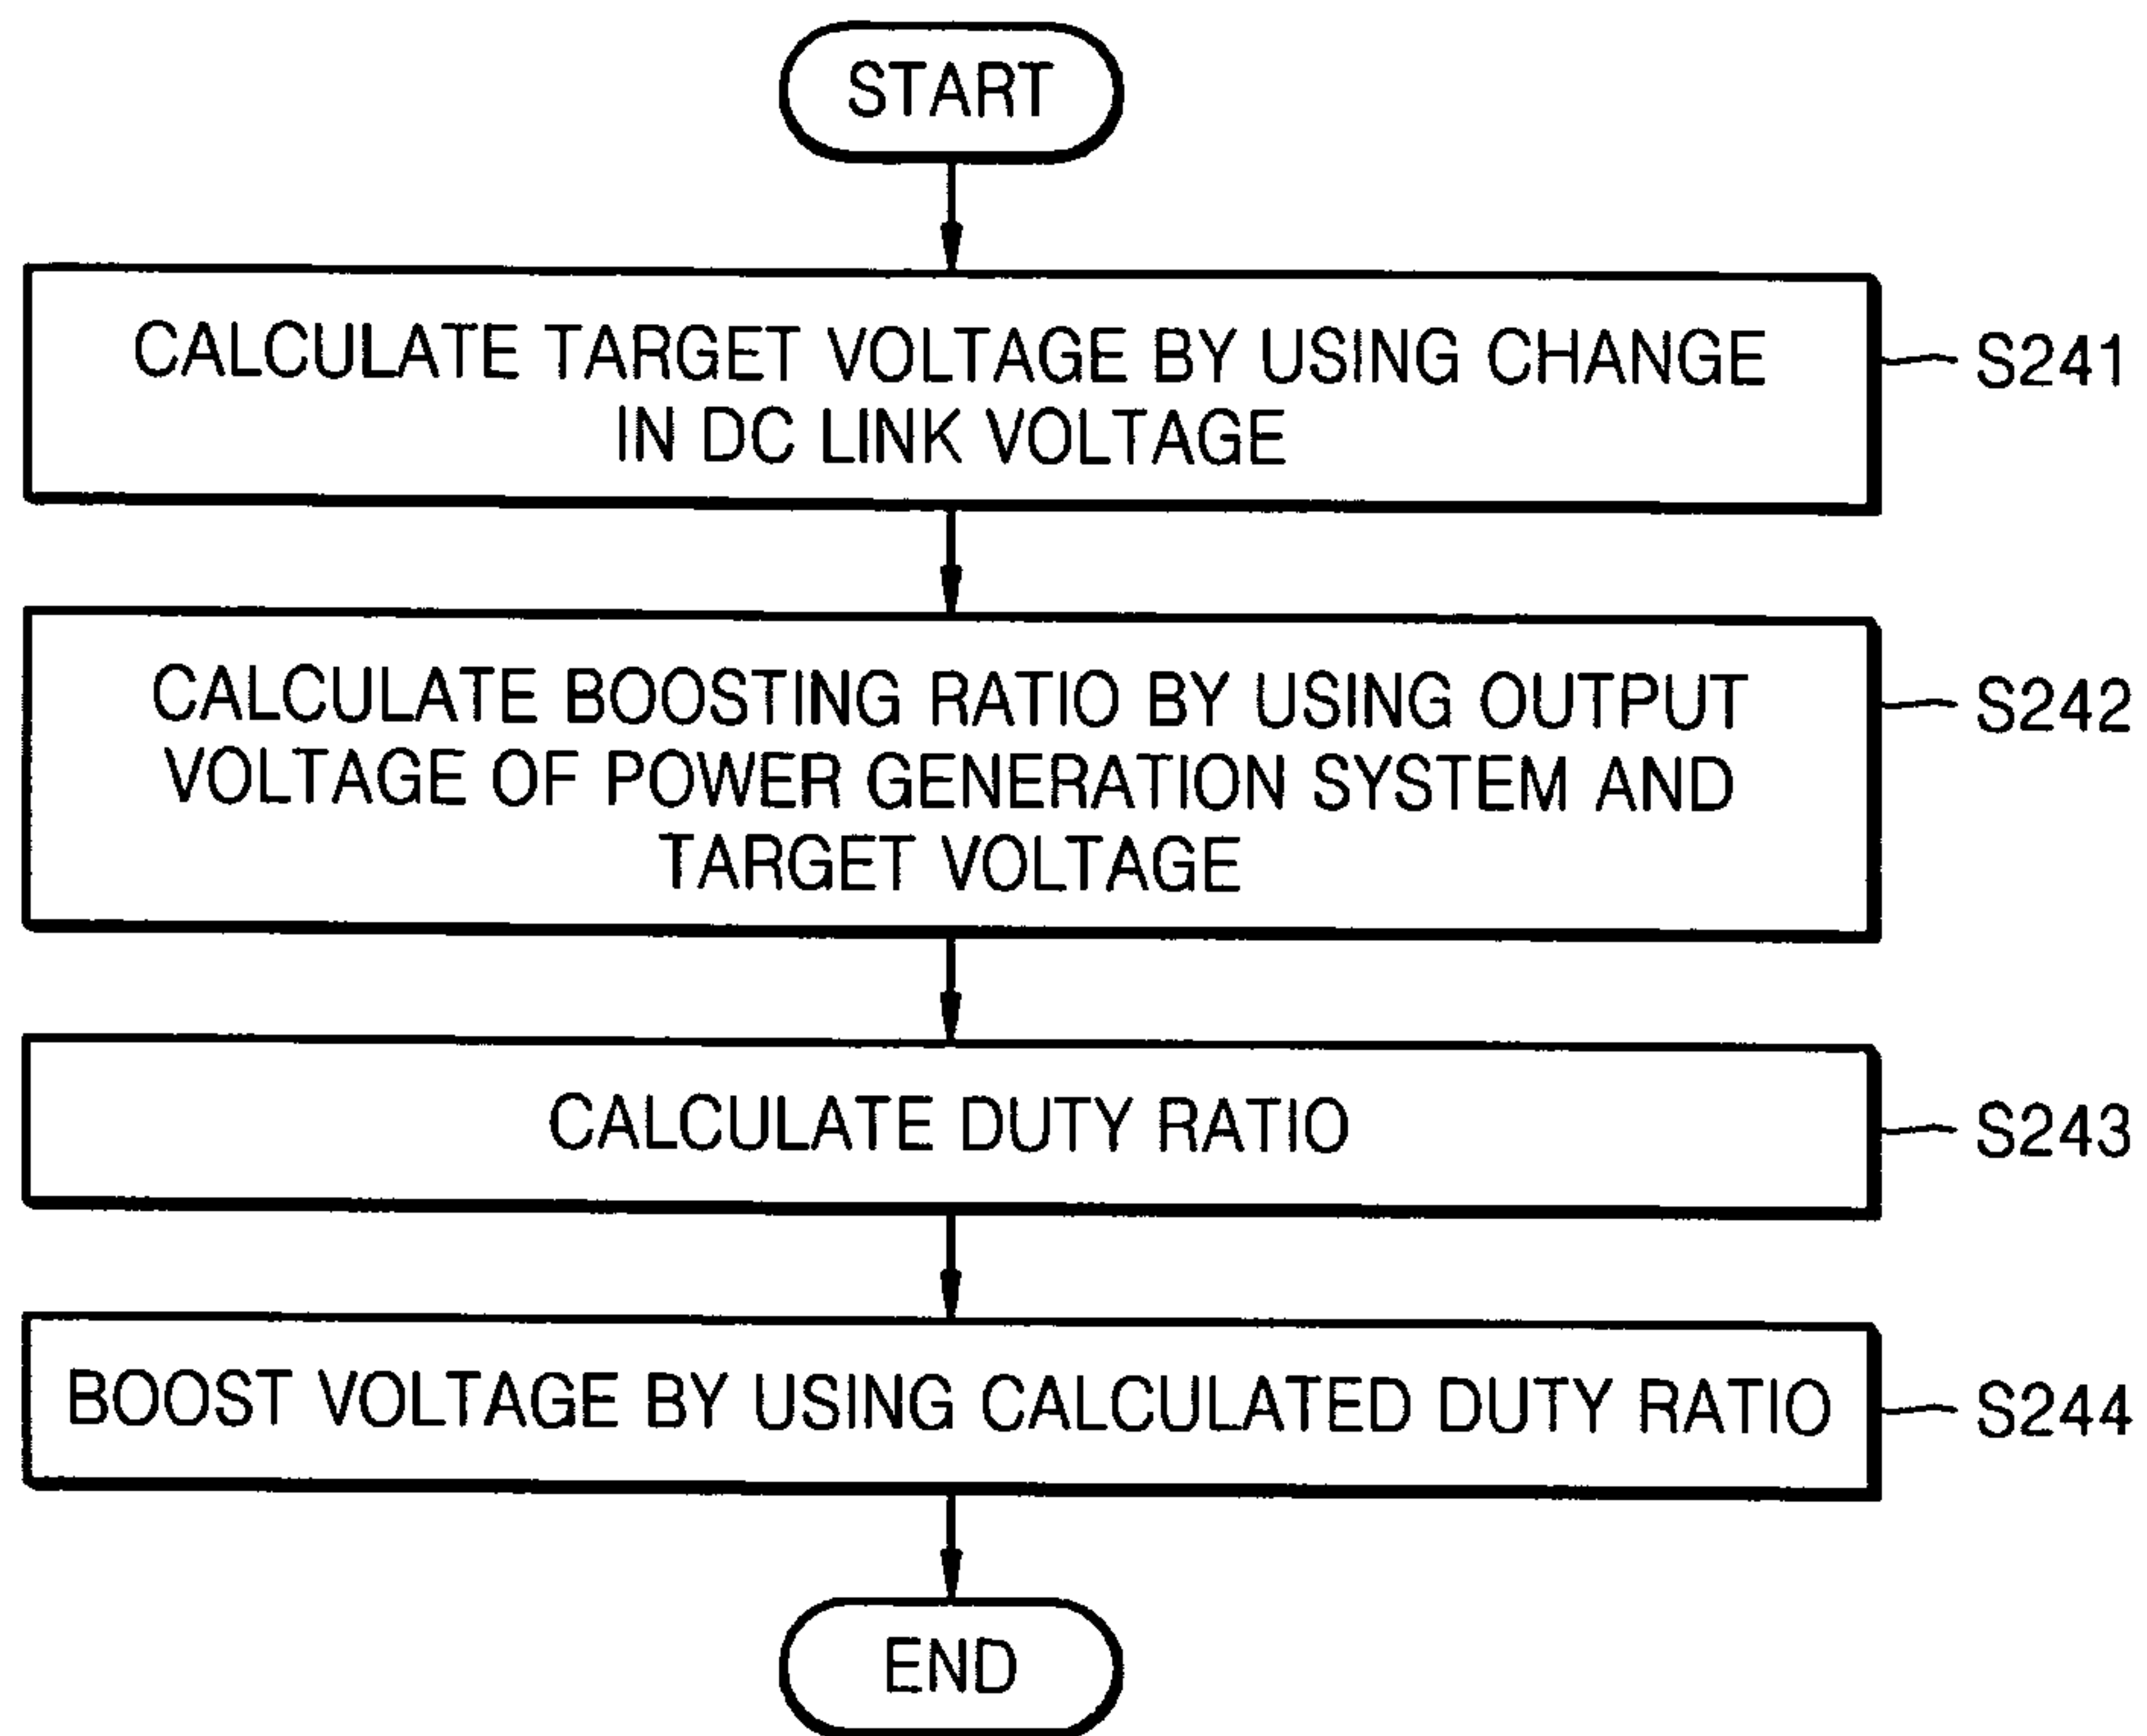 START
CALCULATE TARGET VOLTAGE BY USING CHANGE
IN DC LINK VOLTAGE
S241
CALCULATE BOOSTING RATIO BY USING OUTPUT
VOLTAGE OF POWER GENERATION SYSTEM AND
TARGET VOLTAGE
S242
CALCULATE DUTY RATIO
S243
BOOST VOLTAGE BY USING CALCULATED DUTY RATIO
S244
END